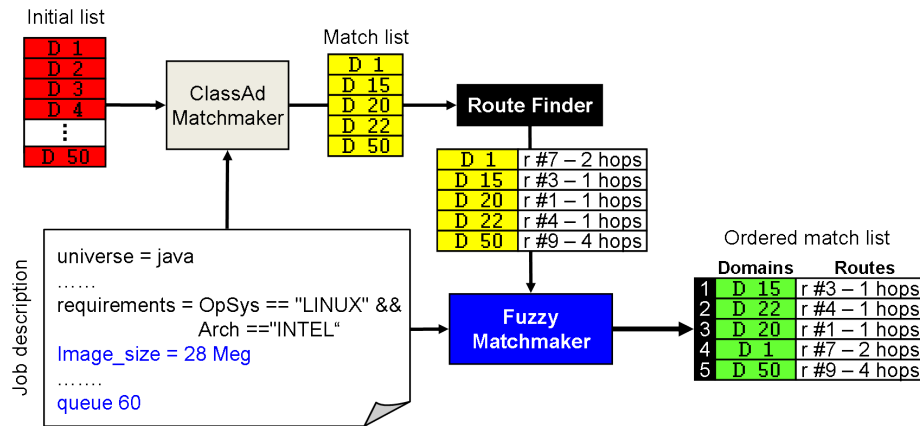 Initial list
D 1
D 2
D 3
D 4
⋮
D 50
ClassAd
Matchmaker
Match list
D 1
D 15
D 20
D 22
D 50
Route Finder
D 1 r #7 – 2 hops
D 15 r #3 – 1 hops
D 20 r #1 – 1 hops
D 22 r #4 – 1 hops
D 50 r #9 – 4 hops
Job description
universe = java
……
requirements = OpSys == "LINUX" &&
Arch =="INTEL“
Image_size = 28 Meg
…….
queue 60
Fuzzy
Matchmaker
Ordered match list
Domains Routes
1 D 15 r #3 – 1 hops
2 D 22 r #4 – 1 hops
3 D 20 r #1 – 1 hops
4 D 1 r #7 – 2 hops
5 D 50 r #9 – 4 hops